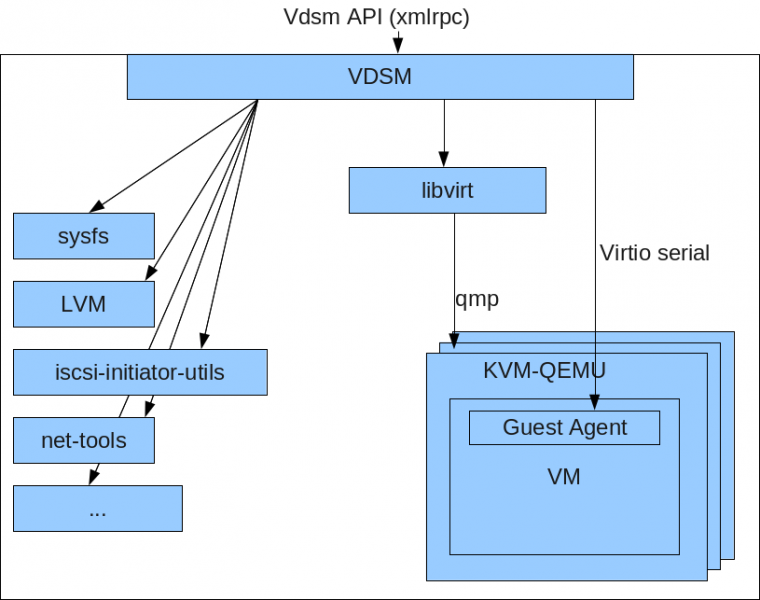 Vdsm API (xmlrpc)
VDSM
libvirt
sysfs
Virtio serial
LVM
qmp
iscsi-initiator-utils
KVM-QEMU
net-tools
Guest Agent
VM
...